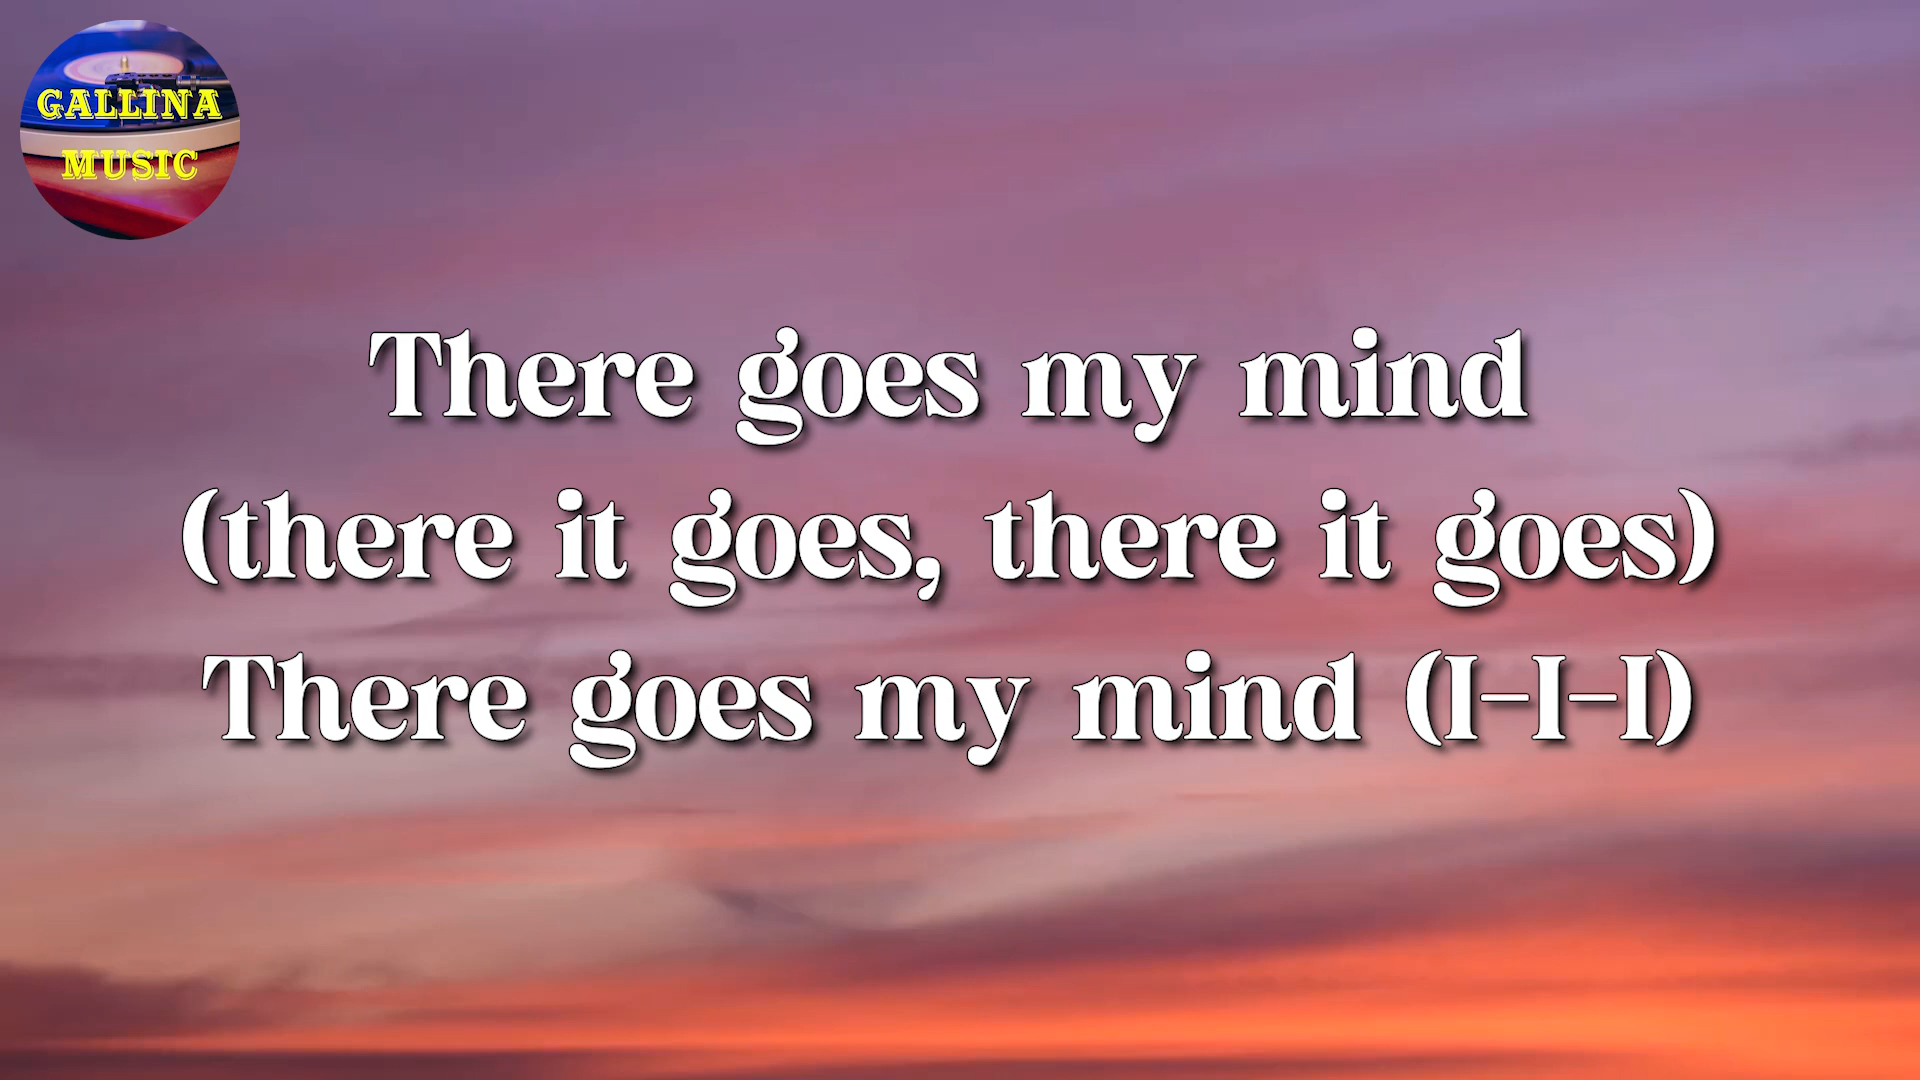 GALLINA
MUSIC
There goes my mind
(there it goes, there it goes)
There goes my mind (I-I-I)